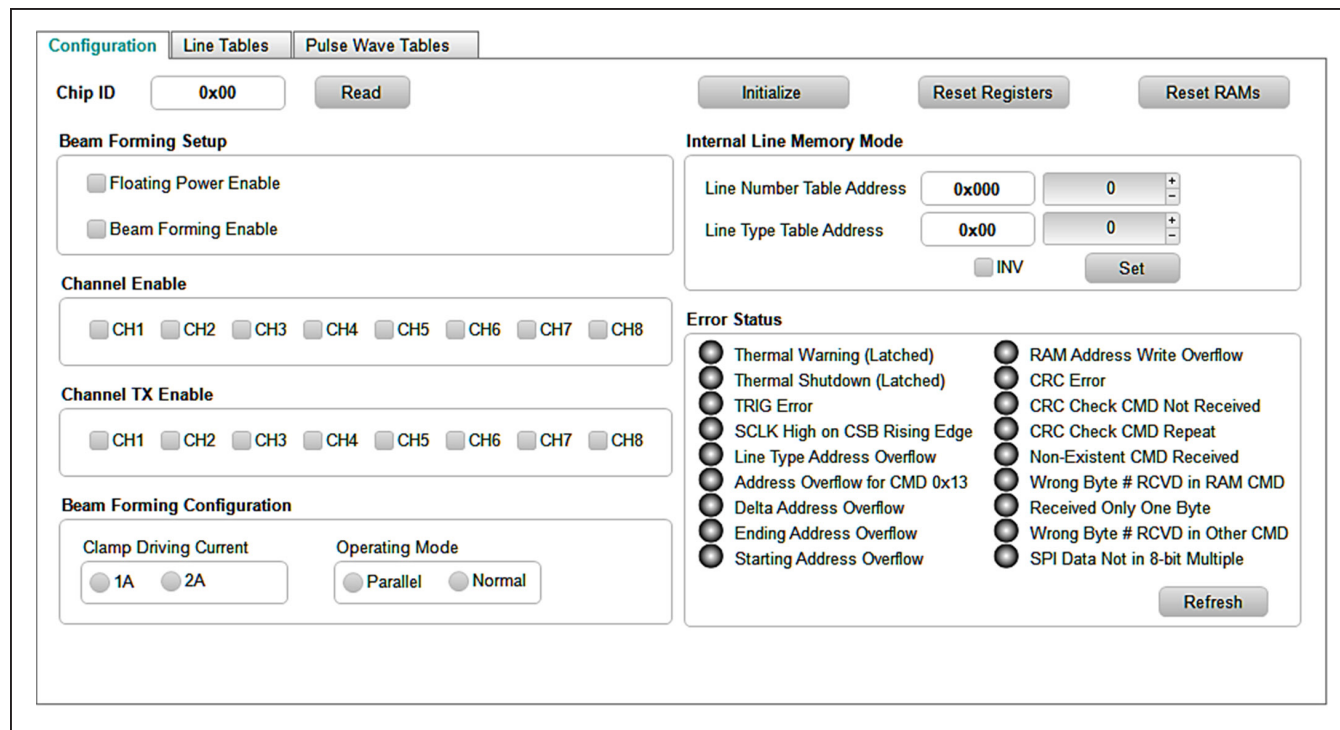 Configuration Line Tables Pulse Wave Tables
Chip ID 0x00 Read Initialize Reset Registers Reset RAMs
Beam Forming Setup
Floating Power Enable
Beam Forming Enable
Channel Enable
CH1 CH2 CH3 CH4 CH5 CH6 CH7 CH8
Channel TX Enable
CH1 CH2 CH3 CH4 CH5 CH6 CH7 CH8
Beam Forming Configuration
Clamp Driving Current Operating Mode
1A 2A Parallel Normal
Internal Line Memory Mode
Line Number Table Address 0x000 0 + −
Line Type Table Address 0x00 0 + −
INV Set
Error Status
Thermal Warning (Latched)
Thermal Shutdown (Latched)
TRIG Error
SCLK High on CSB Rising Edge
Line Type Address Overflow
Address Overflow for CMD 0x13
Delta Address Overflow
Ending Address Overflow
Starting Address Overflow
RAM Address Write Overflow
CRC Error
CRC Check CMD Not Received
CRC Check CMD Repeat
Non-Existent CMD Received
Wrong Byte # RCVD in RAM CMD
Received Only One Byte
Wrong Byte # RCVD in Other CMD
SPI Data Not in 8-bit Multiple
Refresh